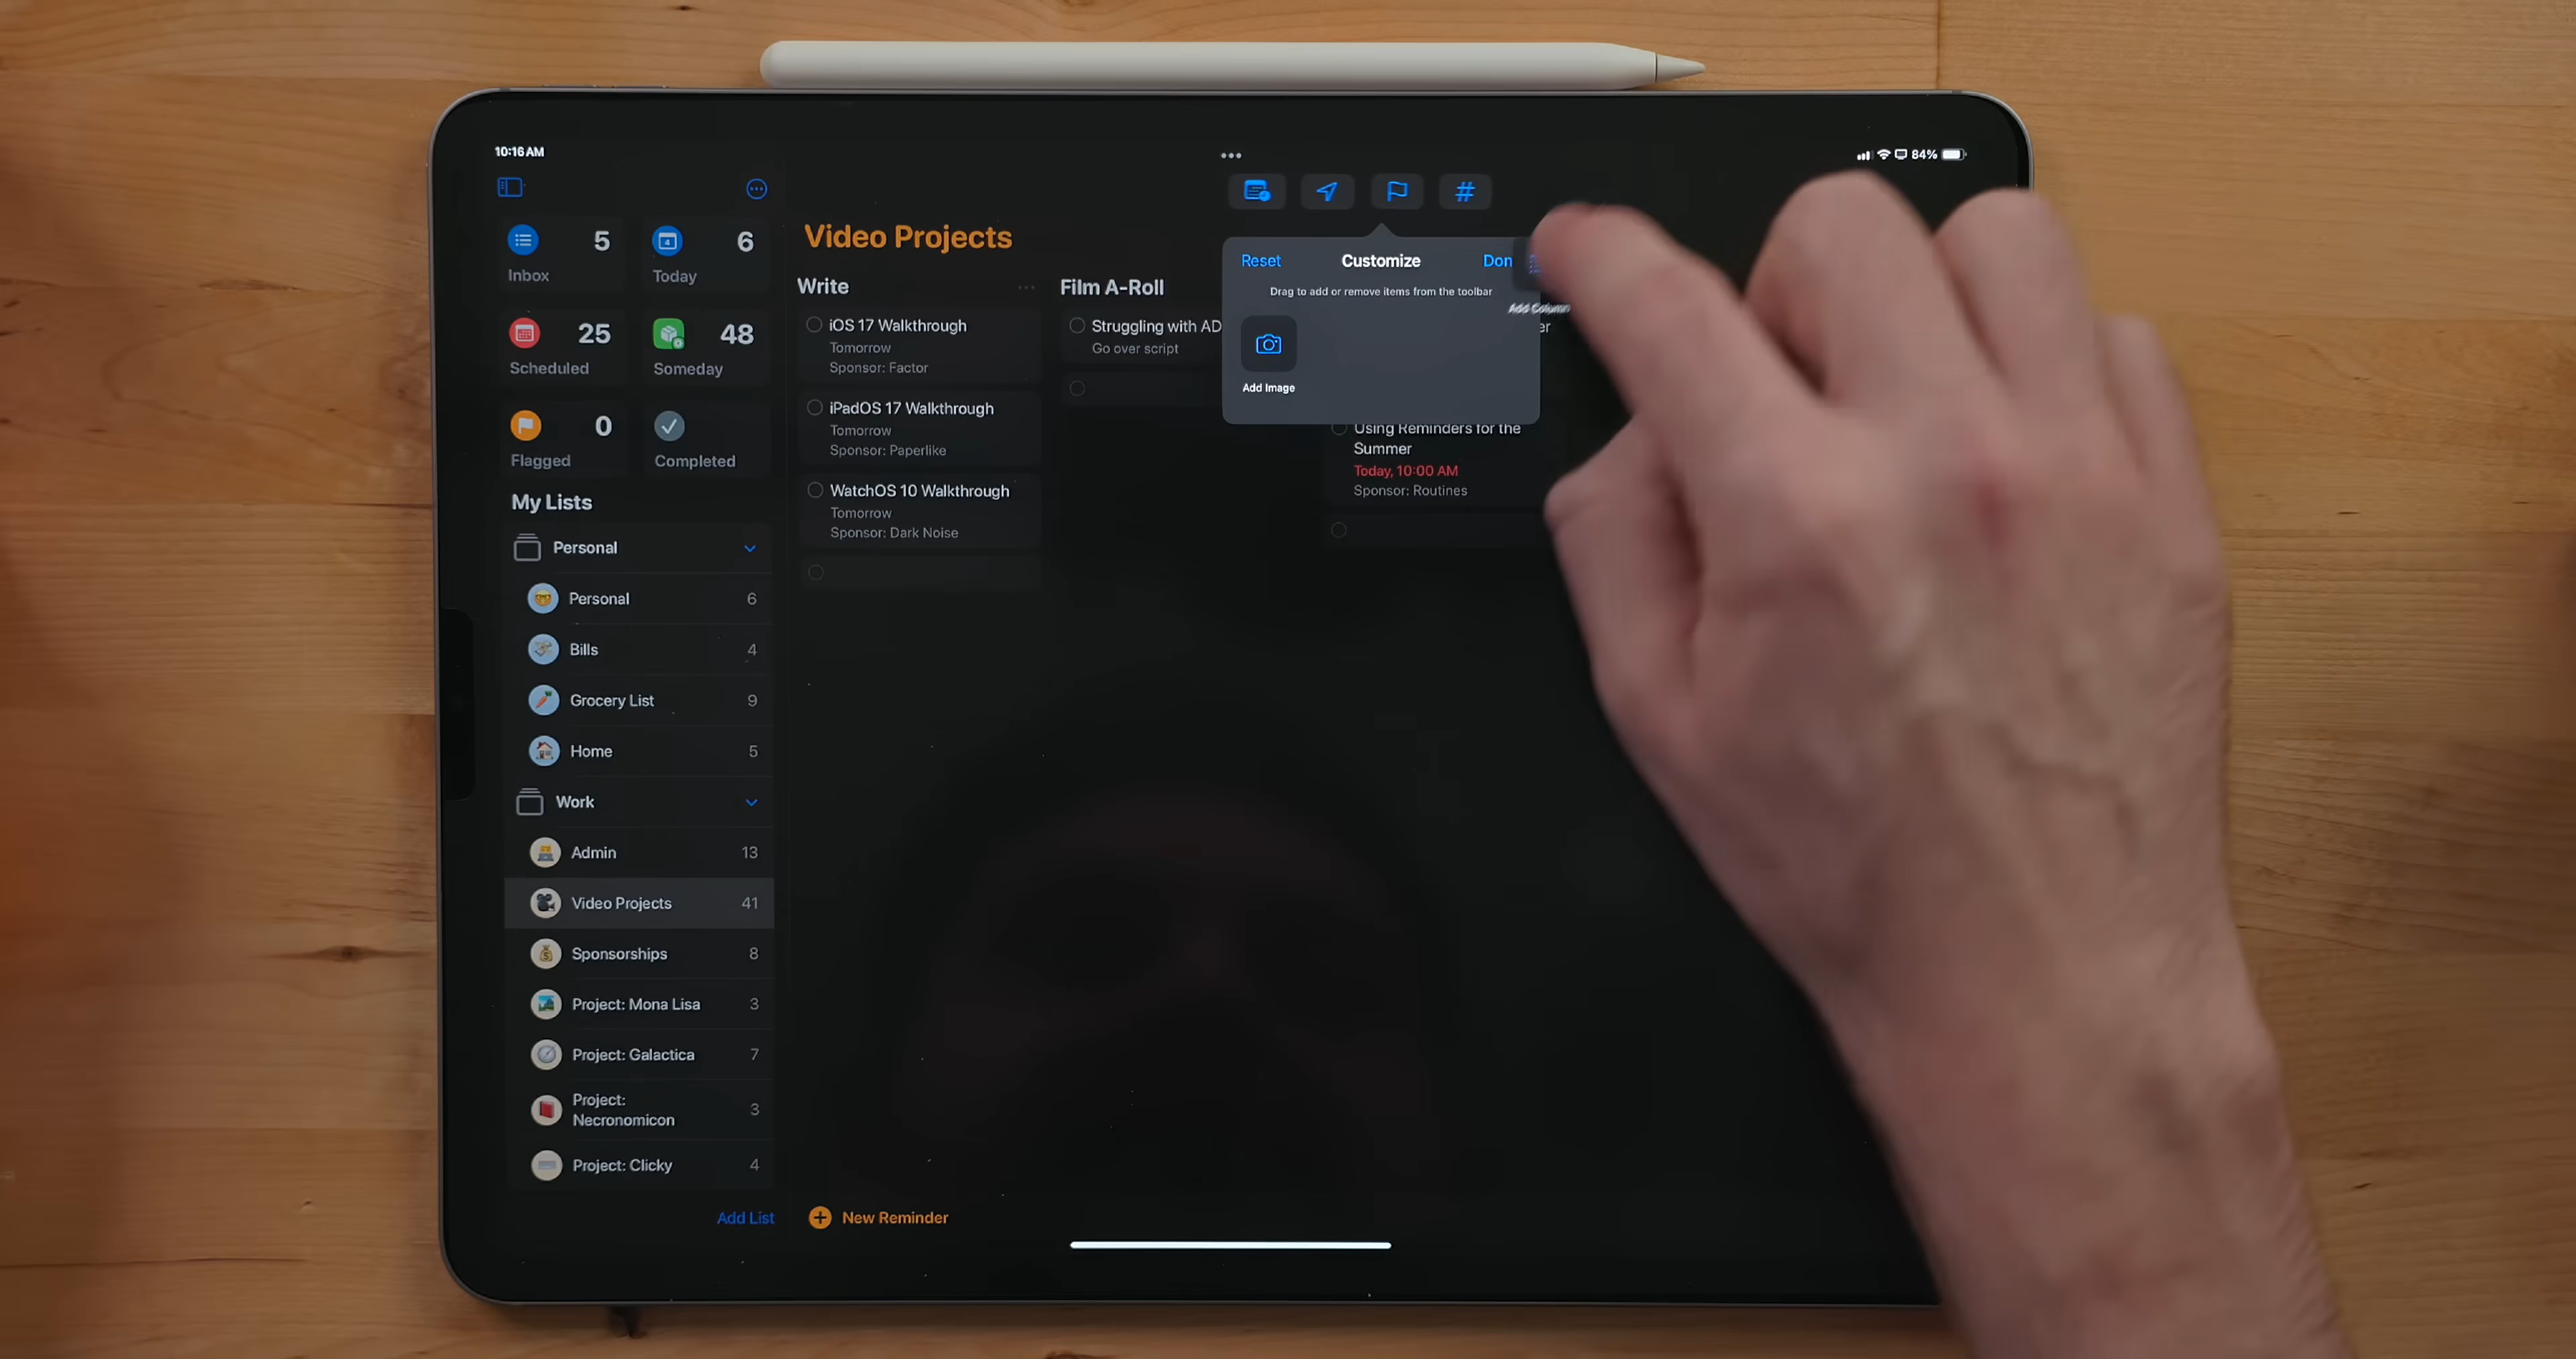 10:16 AM
84%
5
Inbox
6
4
Today
25
Scheduled
48
Someday
0
Flagged
Completed
My Lists
Personal
Personal 6
Bills 4
Grocery List 9
Home 5
Work
Admin 13
Video Projects 41
Sponsorships 8
Project: Mona Lisa 3
Project: Galactica 7
Project:
Necronomicon 3
Project: Clicky 4
Add List
#
Video Projects
Write
iOS 17 Walkthrough
Tomorrow
Sponsor: Factor
iPadOS 17 Walkthrough
Tomorrow
Sponsor: Paperlike
WatchOS 10 Walkthrough
Tomorrow
Sponsor: Dark Noise
Film A-Roll
Struggling with AD
Go over script
Reset Customize Don
Drag to add or remove items from the toolbar
Add Column
Add Image
er
Using Reminders for the
Summer
Today, 10:00 AM
Sponsor: Routines
New Reminder